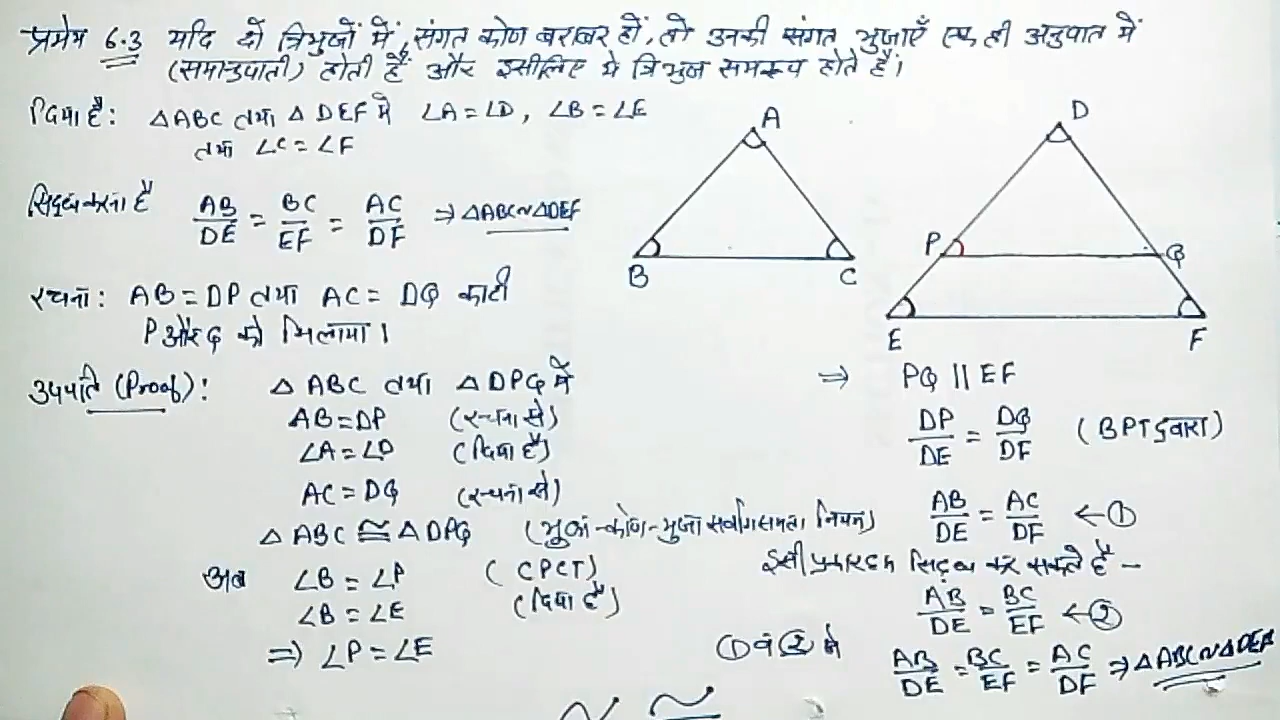 प्रमेय 6.3 यदि दो त्रिभुजों में, संगत कोण बराबर हों, तो उनकी संगत भुजाएँ एक ही अनुपात में
(समानुपाती) होती हैं और इसीलिए ये त्रिभुज समरूप होते हैं।
दिया है: △ABC तथा △DEF में ∠A=∠D, ∠B=∠E
तथा ∠C=∠F
सिद्ध करना है AB/DE = BC/EF = AC/DF ⇒ △ABC~△DEF
रचना: AB=DP तथा AC=DQ काटी
P और Q को मिलाया।
उपपति (Proof): △ABC तथा △DPQ में
AB=DP (रचना से)
∠A=∠D (दिया है)
AC=DQ (रचना से)
△ABC≅△DPQ (भुजा-कोण-भुजा सर्वांगसमता नियम)
अब ∠B=∠P (CPCT)
∠B=∠E (दिया है)
⇒ ∠P=∠E
A
B
C
D
P
Q
E
F
⇒ PQ || EF
DP/DE = DQ/DF (BPT द्वारा)
AB/DE = AC/DF ←①
इसी प्रकार हम सिद्ध कर सकते हैं –
AB/DE = BC/EF ←②
① व ② से
AB/DE = BC/EF = AC/DF ⇒ △ABC~△DEF
~ ≅